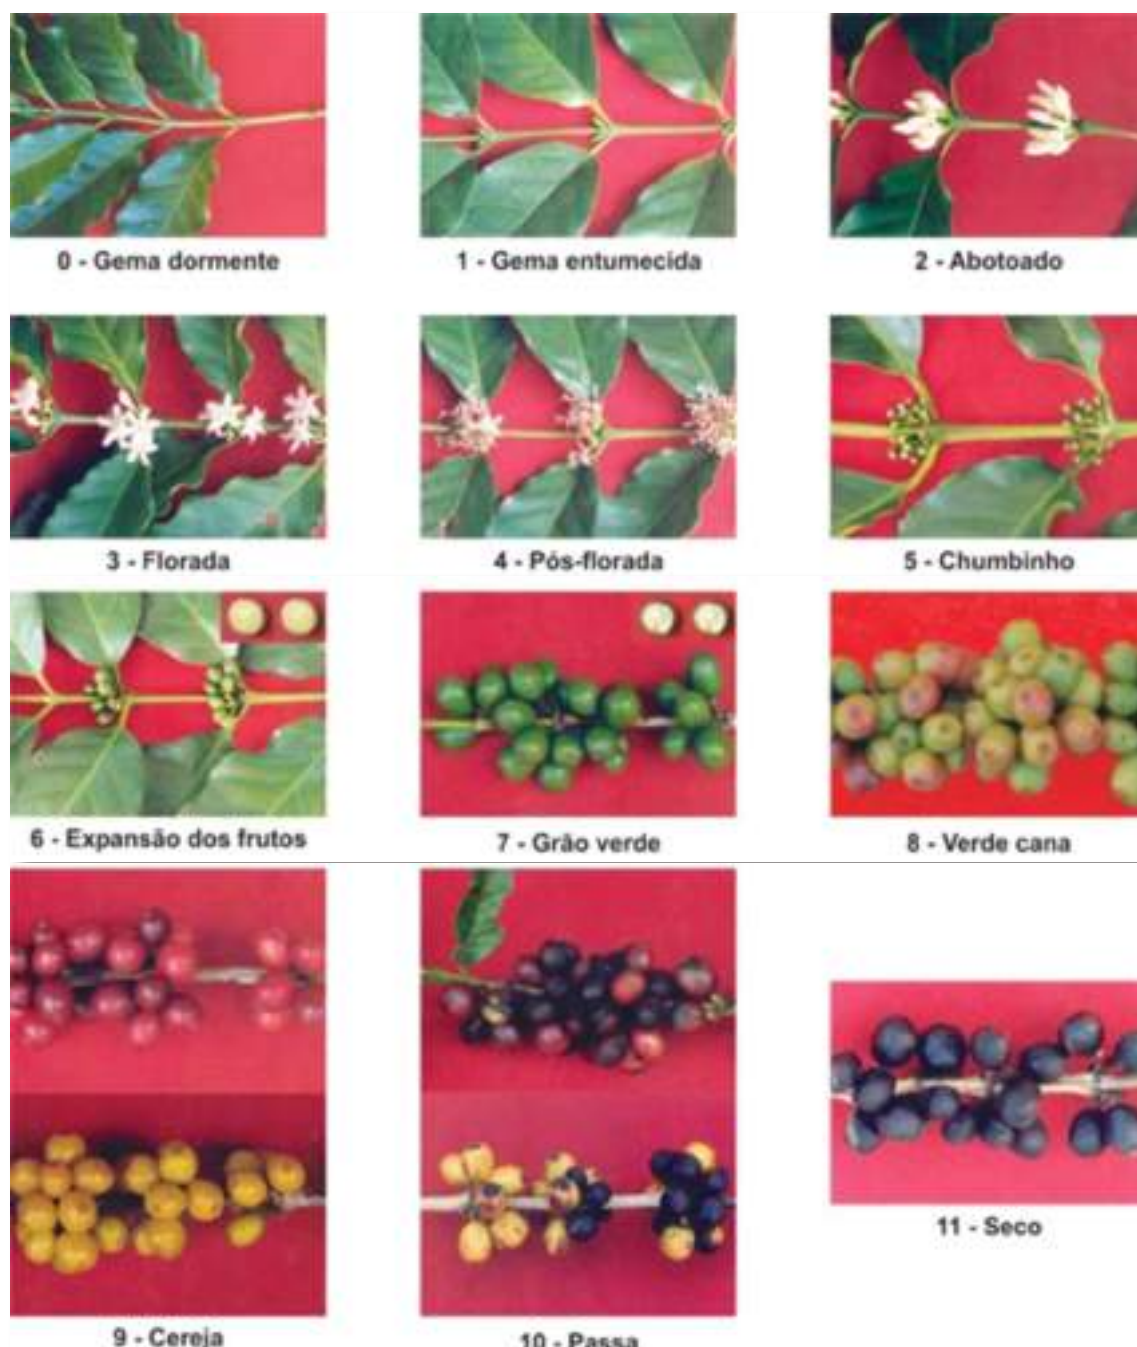 0 - Gema dormente
1 - Gema entumecida
2 - Abotoado
3 - Florada
4 - Pós-florada
5 - Chumbinho
6 - Expansão dos frutos
7 - Grão verde
8 - Verde cana
9 - Cereja
10 - Passa
11 - Seco